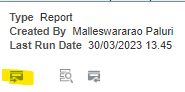 Type Report
Created By Malleswararao Paluri
Last Run Date 30/03/2023 13.45